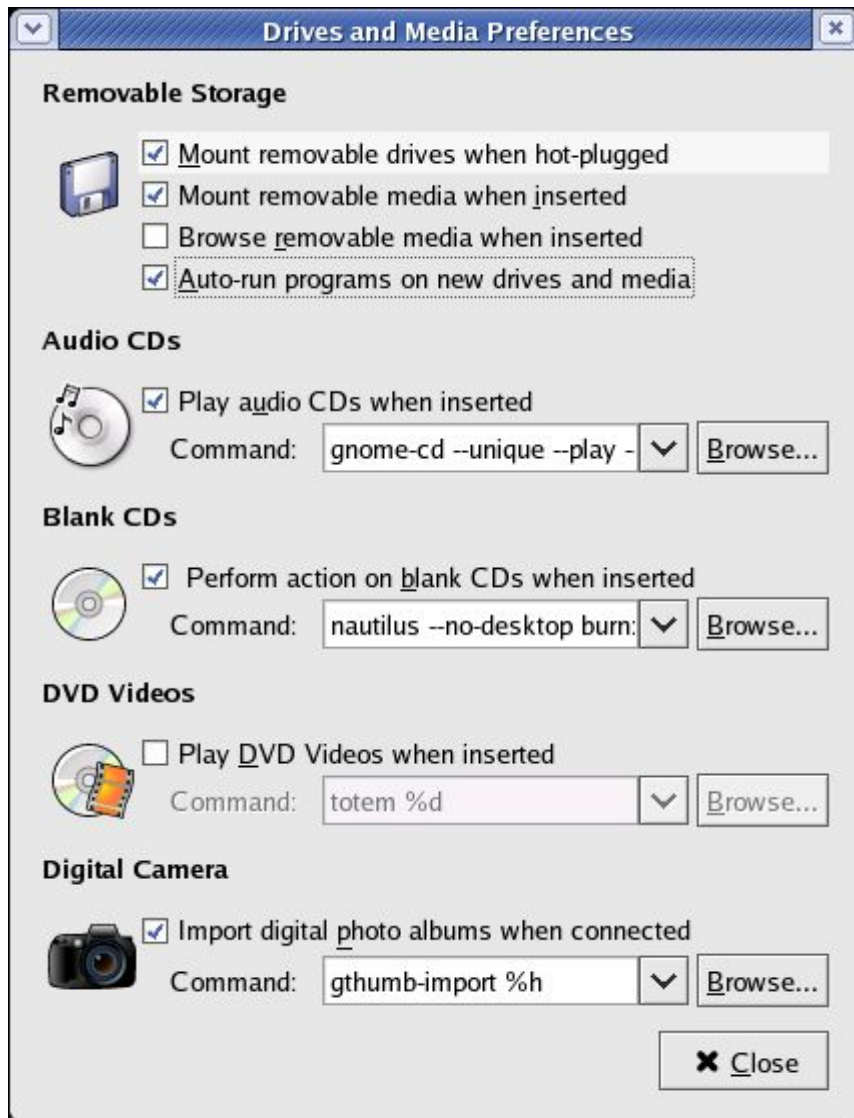 Drives and Media Preferences
Removable Storage
Mount removable drives when hot-plugged
Mount removable media when inserted
Browse removable media when inserted
Auto-run programs on new drives and media
Audio CDs
Play audio CDs when inserted
Command: gnome-cd --unique --play - Browse...
Blank CDs
Perform action on blank CDs when inserted
Command: nautilus --no-desktop burn: Browse...
DVD Videos
Play DVD Videos when inserted
Command: totem %d Browse...
Digital Camera
Import digital photo albums when connected
Command: gthumb-import %h Browse...
Close